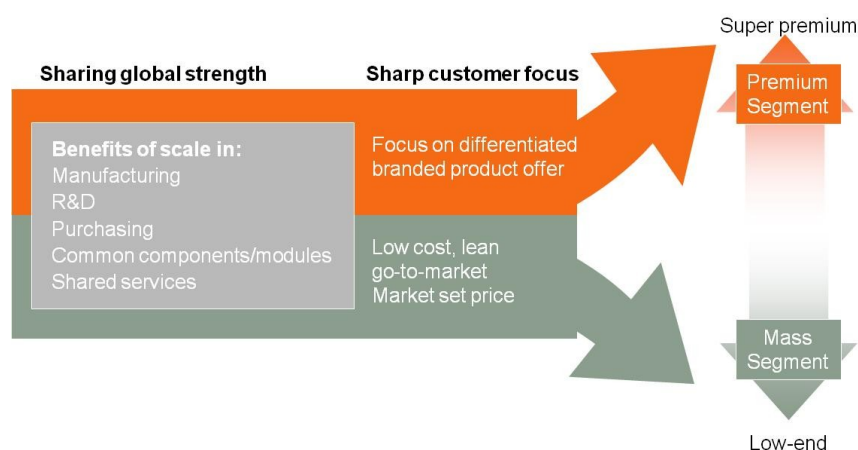 Super premium
Sharing global strength
Sharp customer focus
Premium
Segment
Benefits of scale in:
Manufacturing
R&D
Purchasing
Common components/modules
Shared services
Focus on differentiated
branded product offer
Low cost, lean
go-to-market
Market set price
Mass
Segment
Low-end